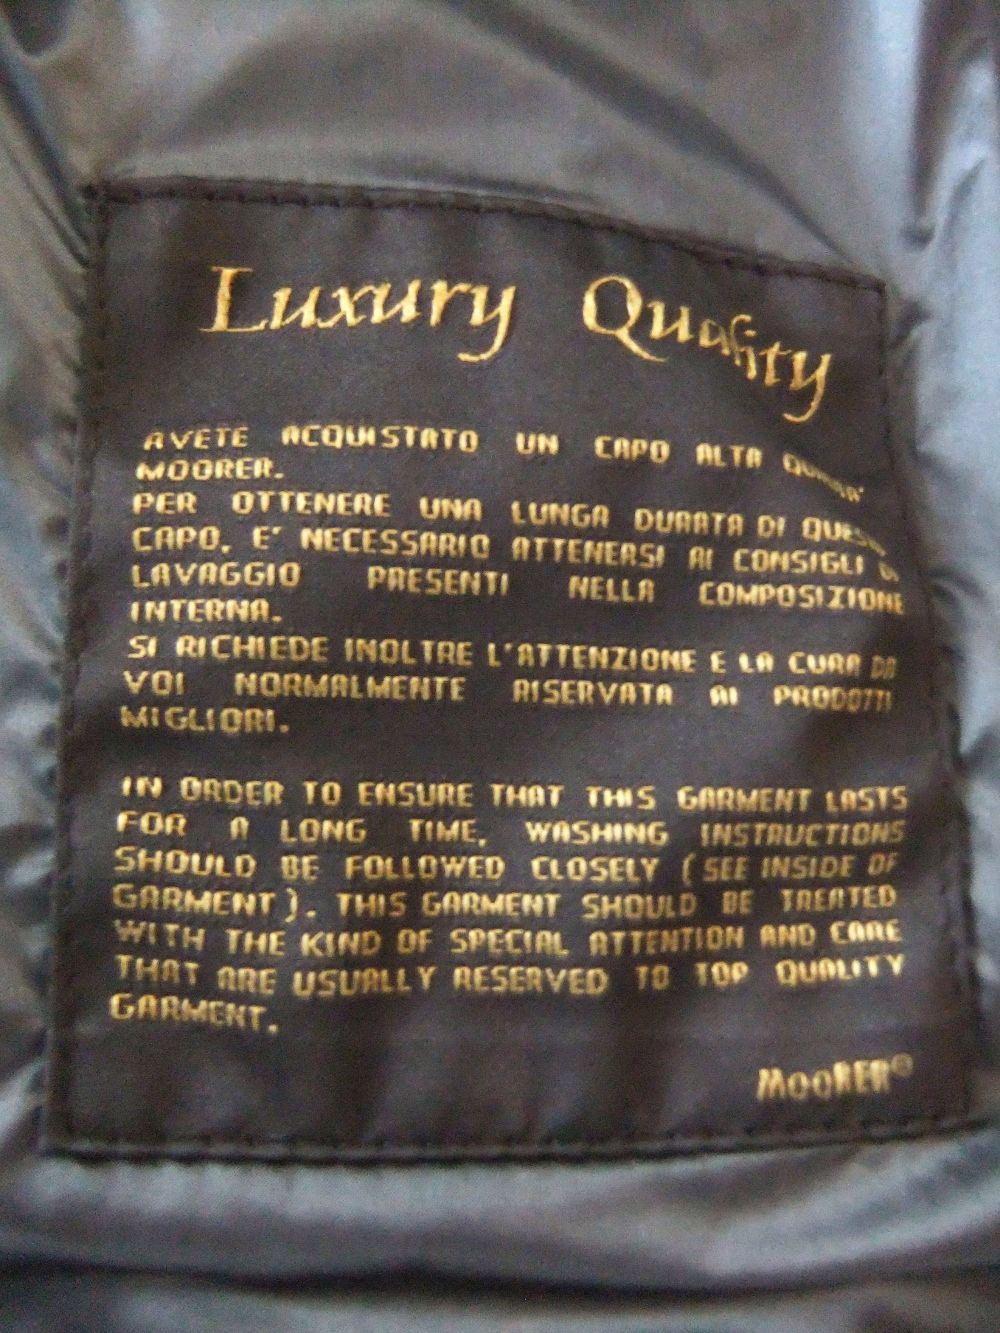 Luxury Quality
AVETE ACQUISTATO UN CAPO ALTA QUALITA'
MOORER.
PER OTTENERE UNA LUNGA DURATA DI QUESTO
CAPO, E' NECESSARIO ATTENERSI AI CONSIGLI DI
LAVAGGIO PRESENTI NELLA COMPOSIZIONE
INTERNA.
SI RICHIEDE INOLTRE L'ATTENZIONE E LA CURA DA
VOI NORMALMENTE RISERVATA AI PRODOTTI
MIGLIORI.
IN ORDER TO ENSURE THAT THIS GARMENT LASTS
FOR A LONG TIME, WASHING INSTRUCTIONS
SHOULD BE FOLLOWED CLOSELY (SEE INSIDE OF
GARMENT). THIS GARMENT SHOULD BE TREATED
WITH THE KIND OF SPECIAL ATTENTION AND CARE
THAT ARE USUALLY RESERVED TO TOP QUALITY
GARMENT.
MOORER®